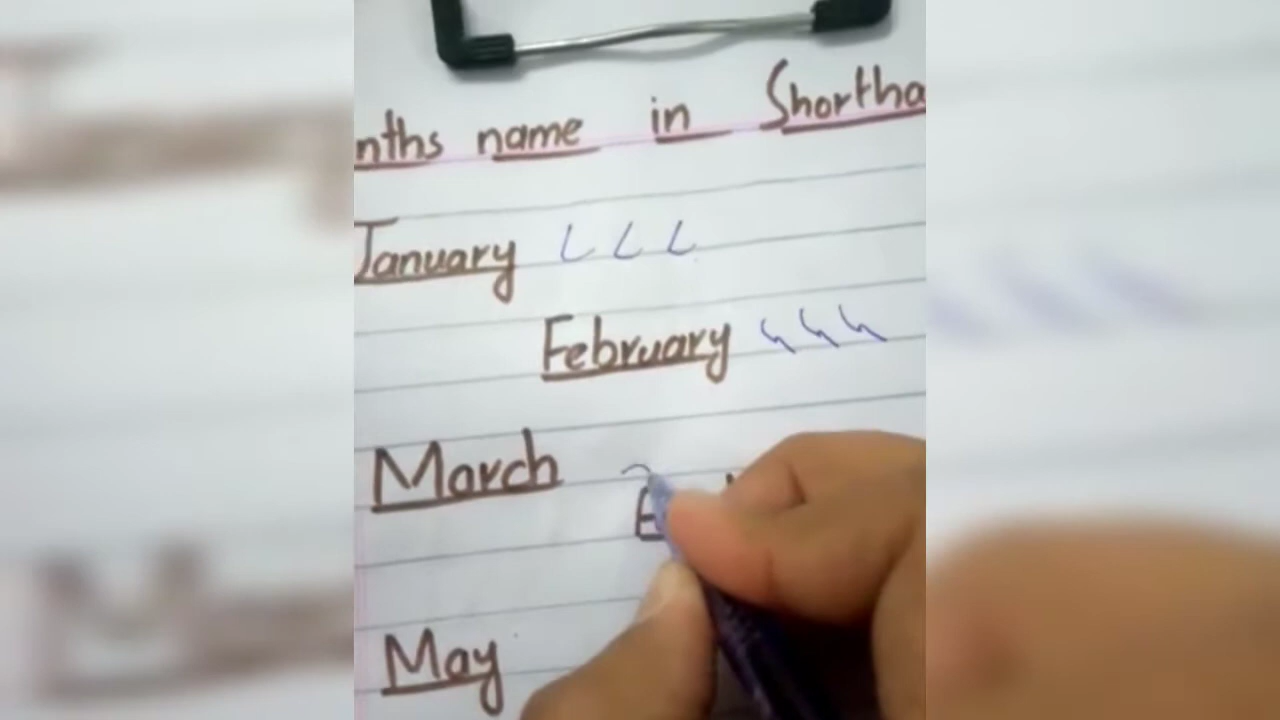 nths name in Shortha
January
February
March
May